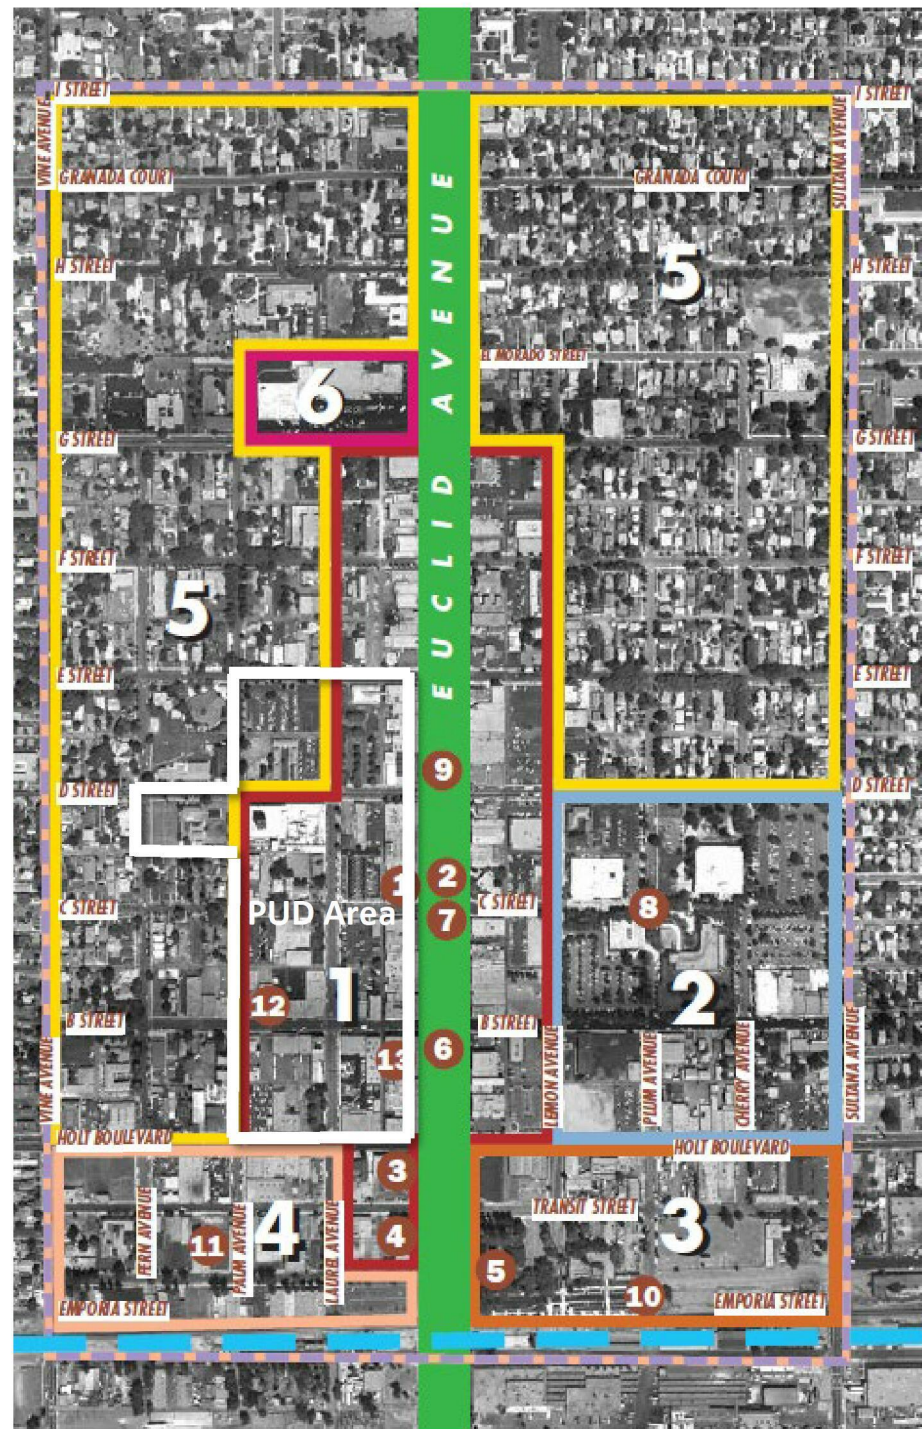 I STREET
I STREET
VINE AVENUE
SULTANA AVENUE
GRANADA COURT
GRANADA COURT
EUCLID AVENUE
H STREET
H STREET
5
EL MORADO STREET
6
G STREET
G STREET
F STREET
F STREET
5
E STREET
E STREET
9
D STREET
D STREET
1
2
C STREET
C STREET
7
8
PUD Area
12
1
2
B STREET
B STREET
B STREET
13
6
VINE AVENUE
LEMON AVENUE
PLUM AVENUE
CHERRY AVENUE
SULTANA AVENUE
HOLT BOULEVARD
HOLT BOULEVARD
3
TRANSIT STREET
3
FERN AVENUE
11
PALM AVENUE
4
LAUREL AVENUE
4
5
10
EMPORIA STREET
EMPORIA STREET